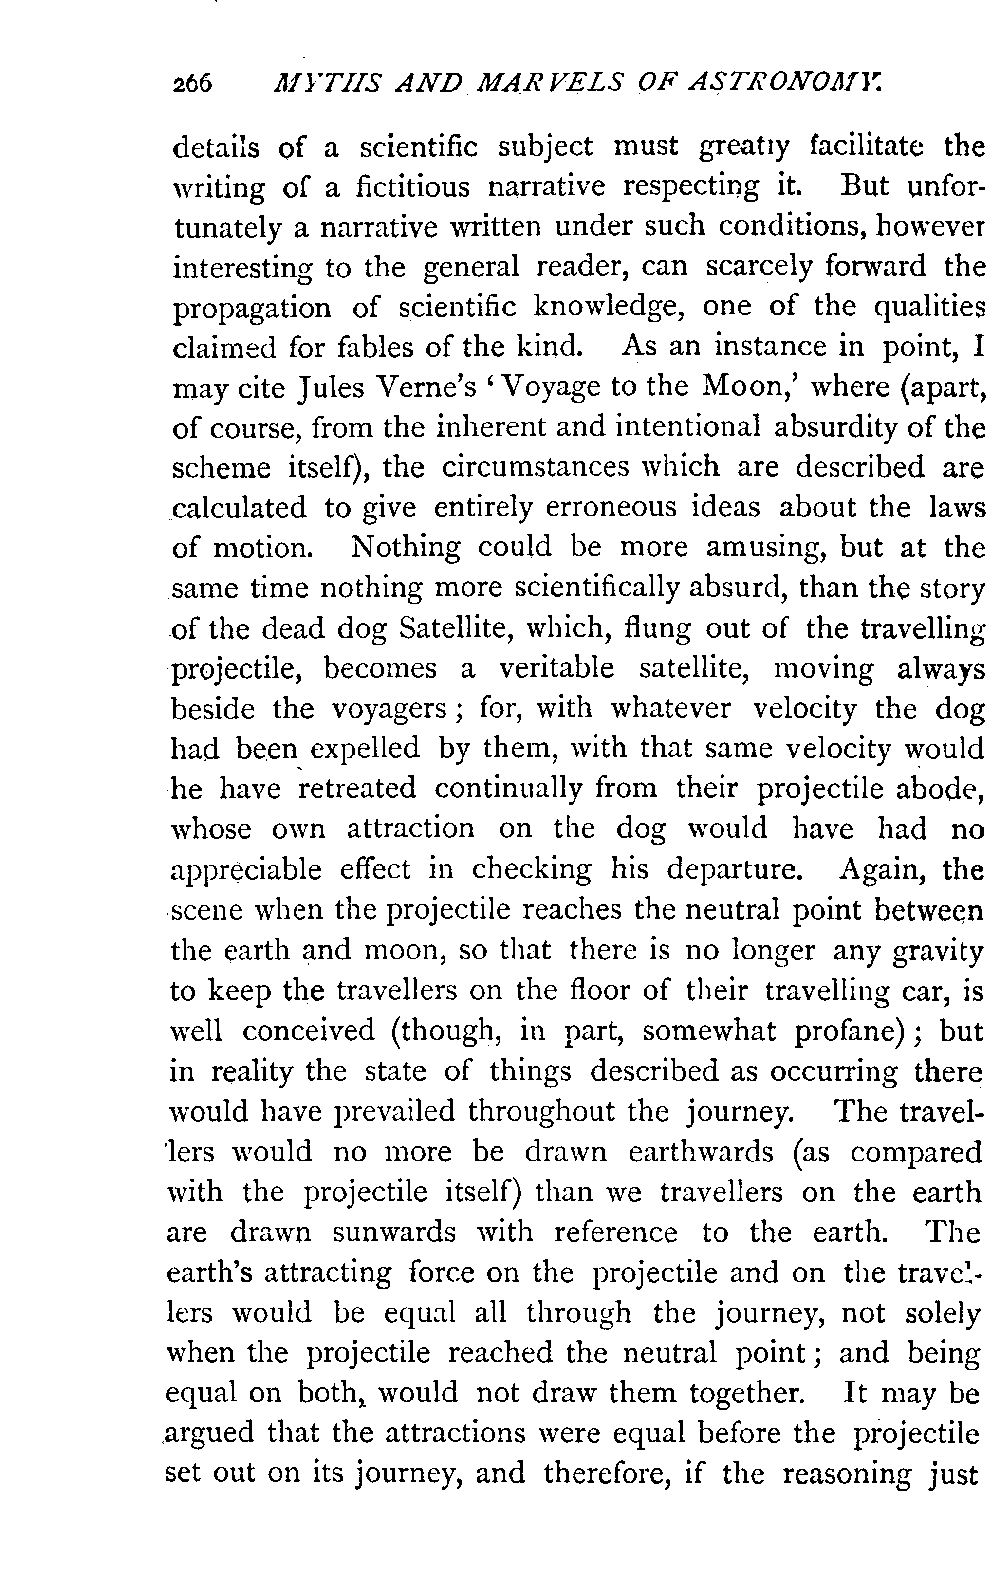 266 MYTHS AND MARVELS OF ASTRONOMY.
details of a scientific subject must greatly facilitate the
writing of a fictitious narrative respecting it. But unfor-
tunately a narrative written under such conditions, however
interesting to the general reader, can scarcely forward the
propagation of scientific knowledge, one of the qualities
claimed for fables of the kind. As an instance in point, I
may cite Jules Verne's ‘Voyage to the Moon,’ where (apart,
of course, from the inherent and intentional absurdity of the
scheme itself), the circumstances which are described are
calculated to give entirely erroneous ideas about the laws
of motion. Nothing could be more amusing, but at the
same time nothing more scientifically absurd, than the story
of the dead dog Satellite, which, flung out of the travelling
projectile, becomes a veritable satellite, moving always
beside the voyagers; for, with whatever velocity the dog
had been expelled by them, with that same velocity would
he have retreated continually from their projectile abode,
whose own attraction on the dog would have had no
appreciable effect in checking his departure. Again, the
scene when the projectile reaches the neutral point between
the earth and moon, so that there is no longer any gravity
to keep the travellers on the floor of their travelling car, is
well conceived (though, in part, somewhat profane); but
in reality the state of things described as occurring there
would have prevailed throughout the journey. The travel-
lers would no more be drawn earthwards (as compared
with the projectile itself) than we travellers on the earth
are drawn sunwards with reference to the earth. The
earth's attracting force on the projectile and on the travel-
lers would be equal all through the journey, not solely
when the projectile reached the neutral point; and being
equal on both, would not draw them together. It may be
argued that the attractions were equal before the projectile
set out on its journey, and therefore, if the reasoning just